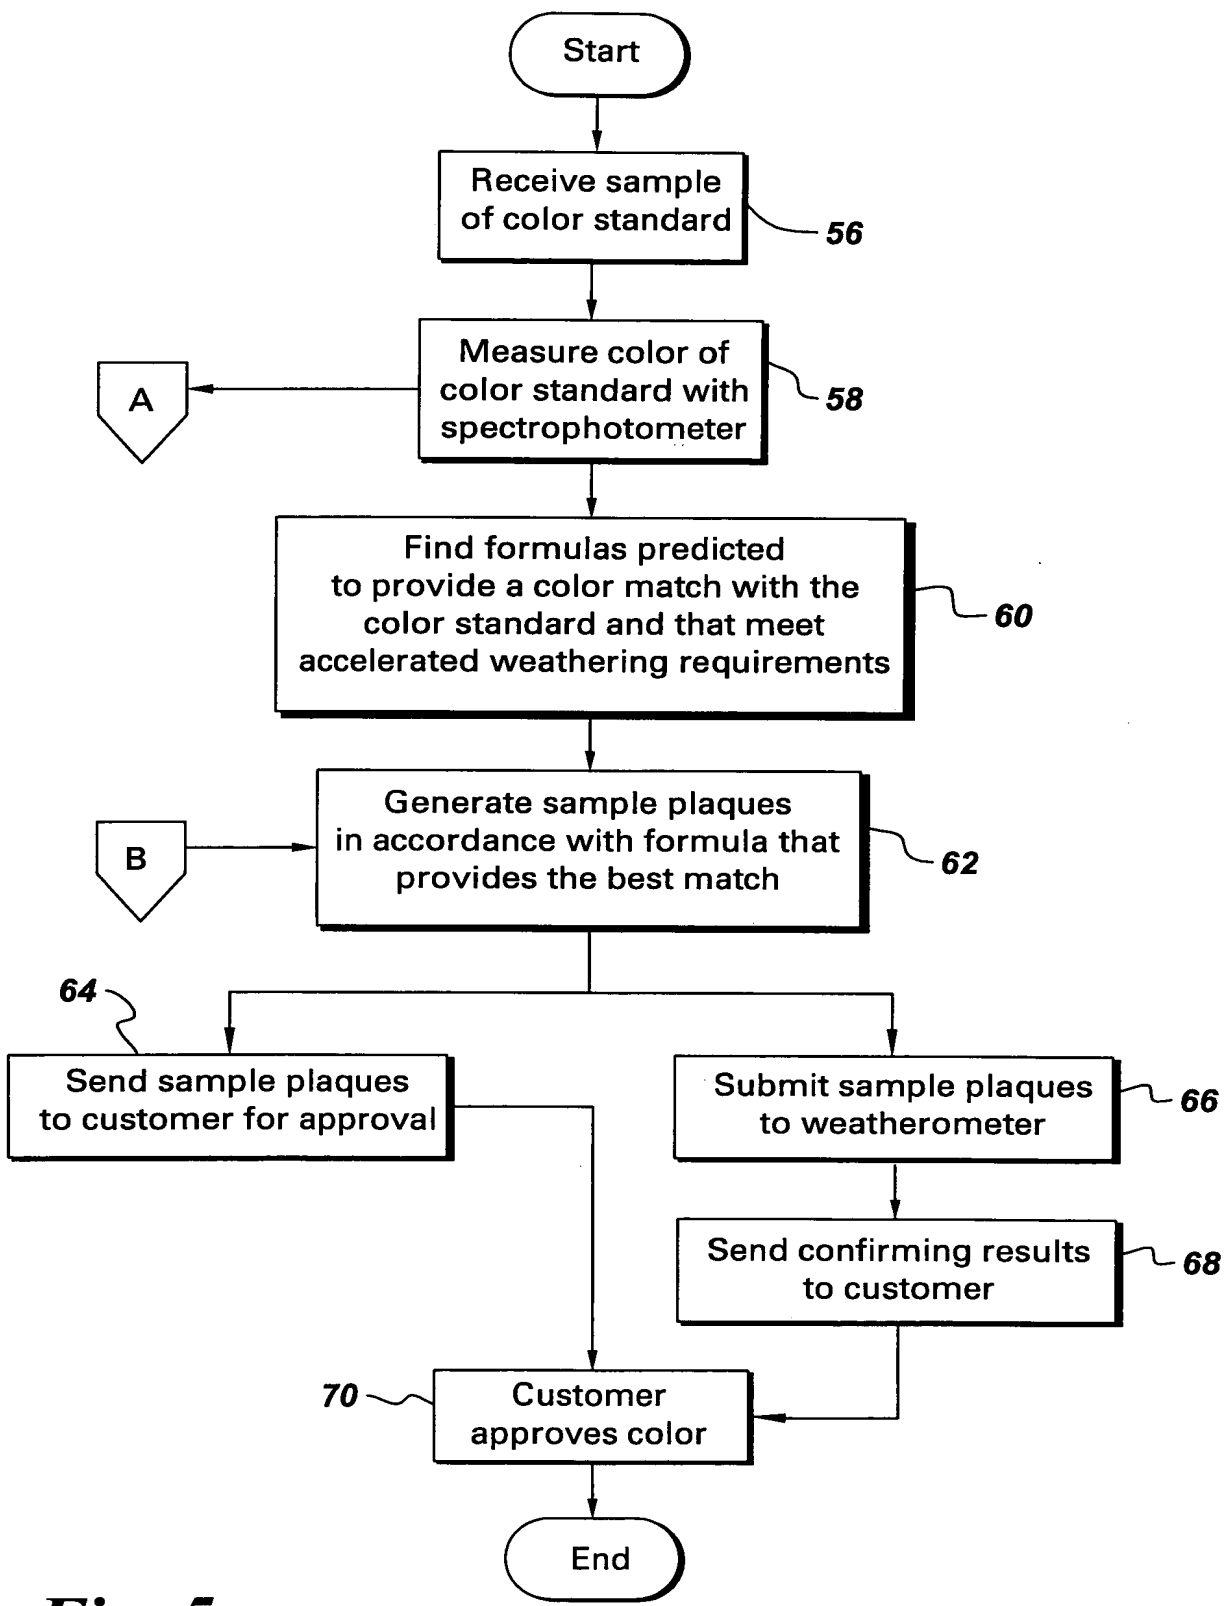 Start
Receive sample
of color standard
56
Measure color of
color standard with
spectrophotometer
58
A
Find formulas predicted
to provide a color match with the
color standard and that meet
accelerated weathering requirements
60
Generate sample plaques
in accordance with formula that
provides the best match
62
B
64
Send sample plaques
to customer for approval
Submit sample plaques
to weatherometer
66
Send confirming results
to customer
68
70
Customer
approves color
End